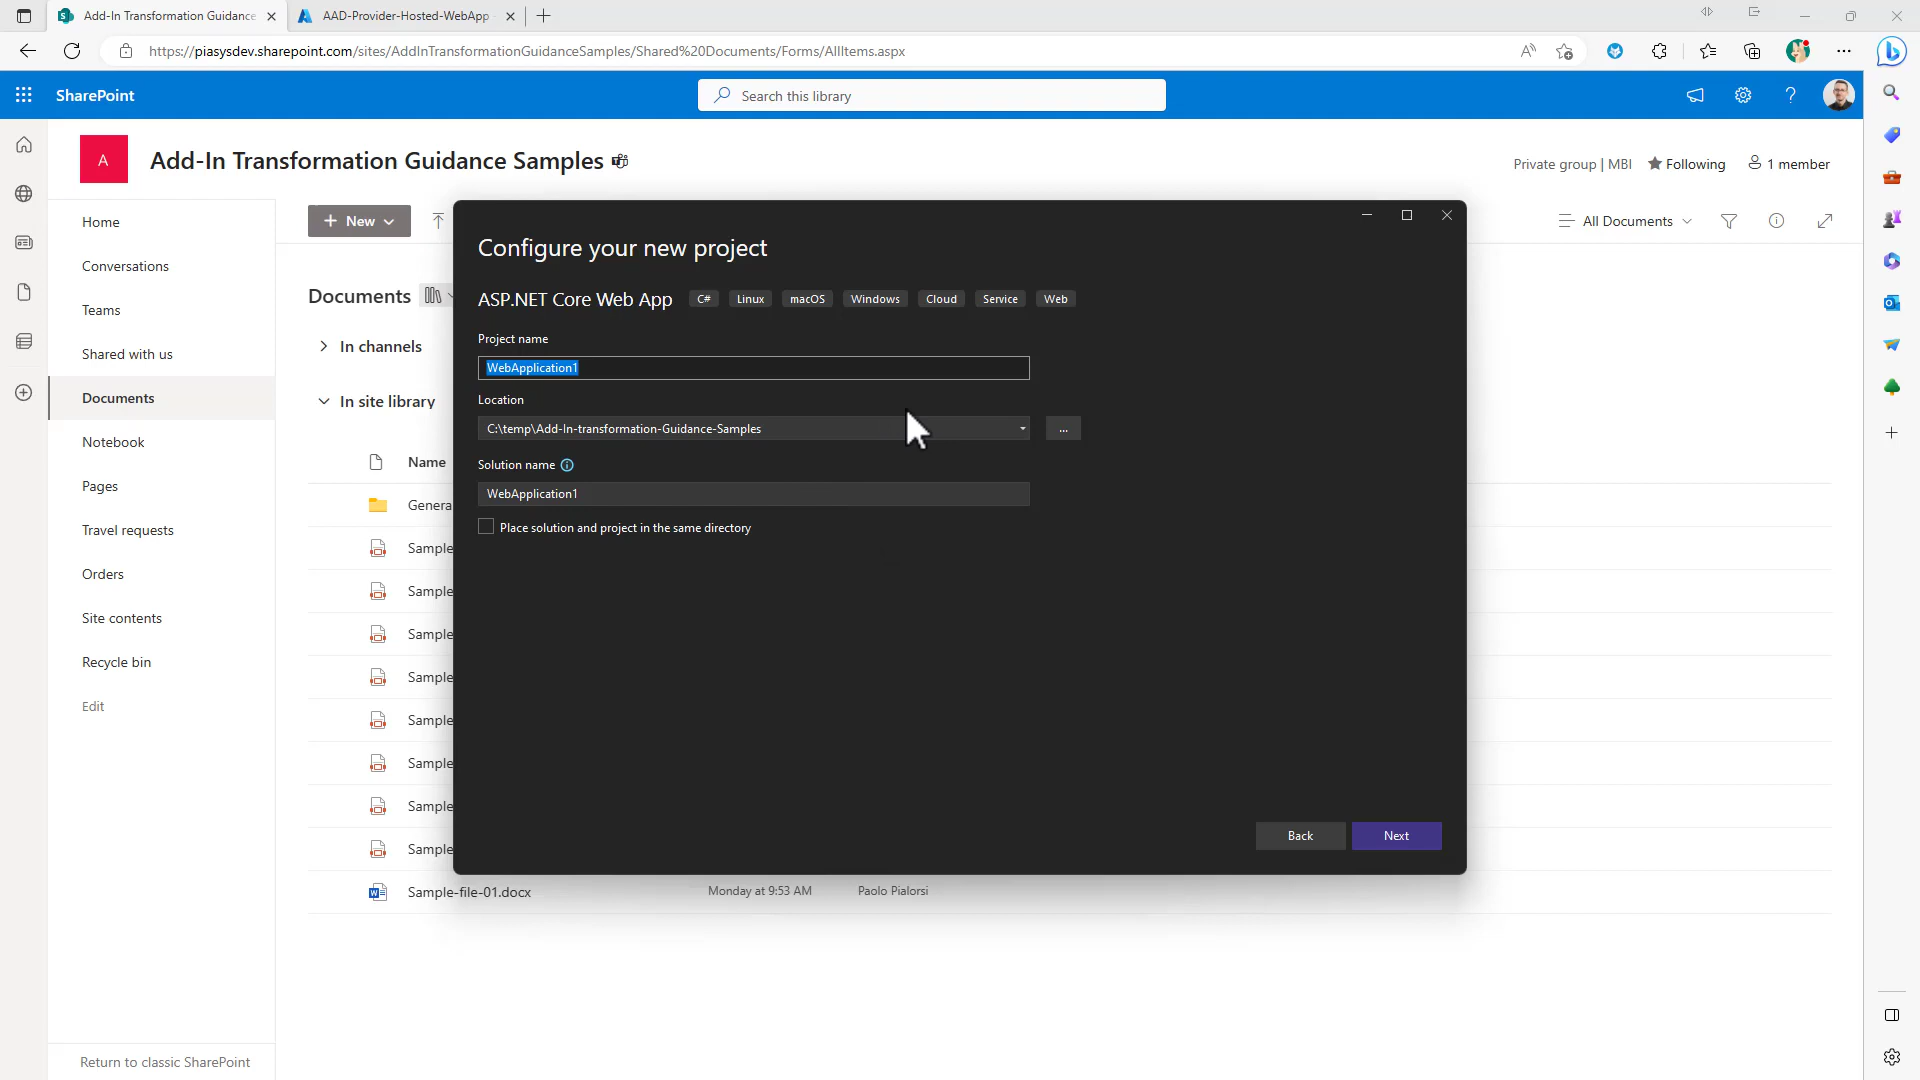 Add-In Transformation Guidance
AAD-Provider-Hosted-WebApp
https://piasysdev.sharepoint.com/sites/AddInTransformationGuidanceSamples/Shared%20Documents/Forms/AllItems.aspx
SharePoint
Search this library
A
Add-In Transformation Guidance Samples
Private group | MBI
Following
1 member
Home
Conversations
Teams
Shared with us
Documents
Notebook
Pages
Travel requests
Orders
Site contents
Recycle bin
Edit
Return to classic SharePoint
New
All Documents
Documents
In channels
In site library
Name
Genera
Sample
Sample
Sample
Sample
Sample
Sample
Sample
Sample
Sample-file-01.docx
Monday at 9:53 AM
Paolo Pialorsi
Configure your new project
ASP.NET Core Web App
C#
Linux
macOS
Windows
Cloud
Service
Web
Project name
WebApplication1
Location
C:\temp\Add-In-transformation-Guidance-Samples
...
Solution name
WebApplication1
Place solution and project in the same directory
Back
Next